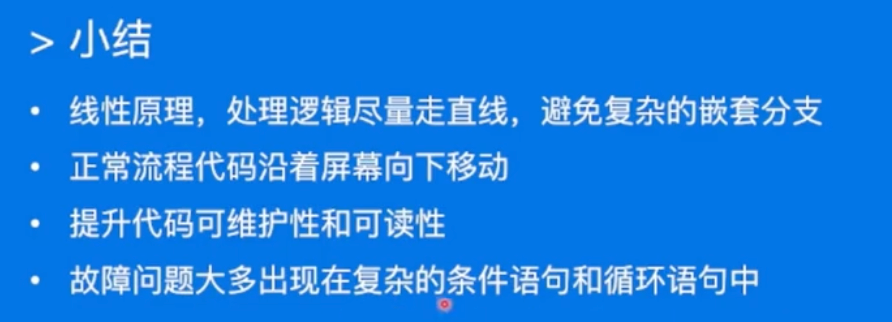 > 小结
• 线性原理，处理逻辑尽量走直线，避免复杂的嵌套分支
• 正常流程代码沿着屏幕向下移动
• 提升代码可维护性和可读性
• 故障问题大多出现在复杂的条件语句和循环语句中